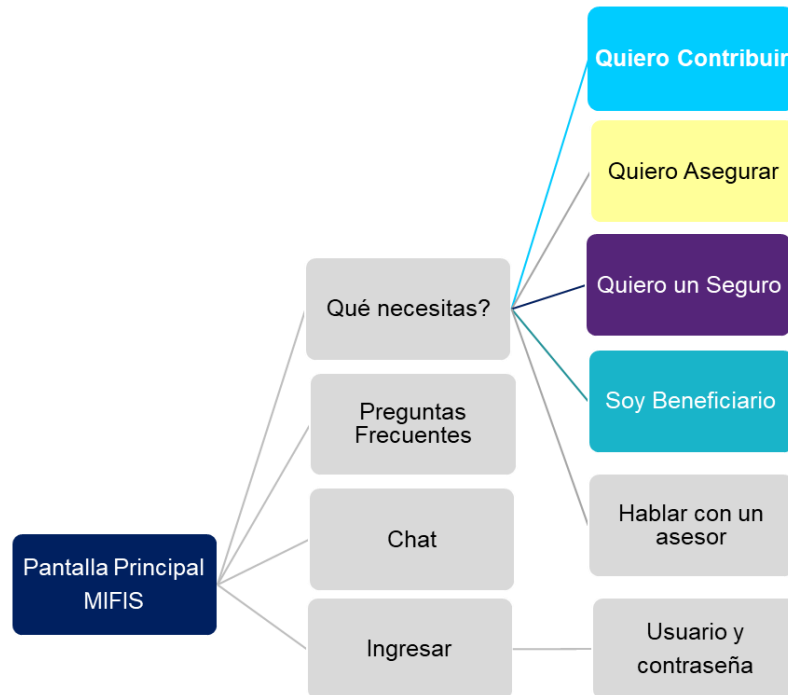 Quiero Contribuir
Quiero Asegurar
Quiero un Seguro
Qué necesitas?
Soy Beneficiario
Preguntas
Frecuentes
Hablar con un
asesor
Chat
Pantalla Principal
MIFIS
Ingresar
Usuario y
contraseña